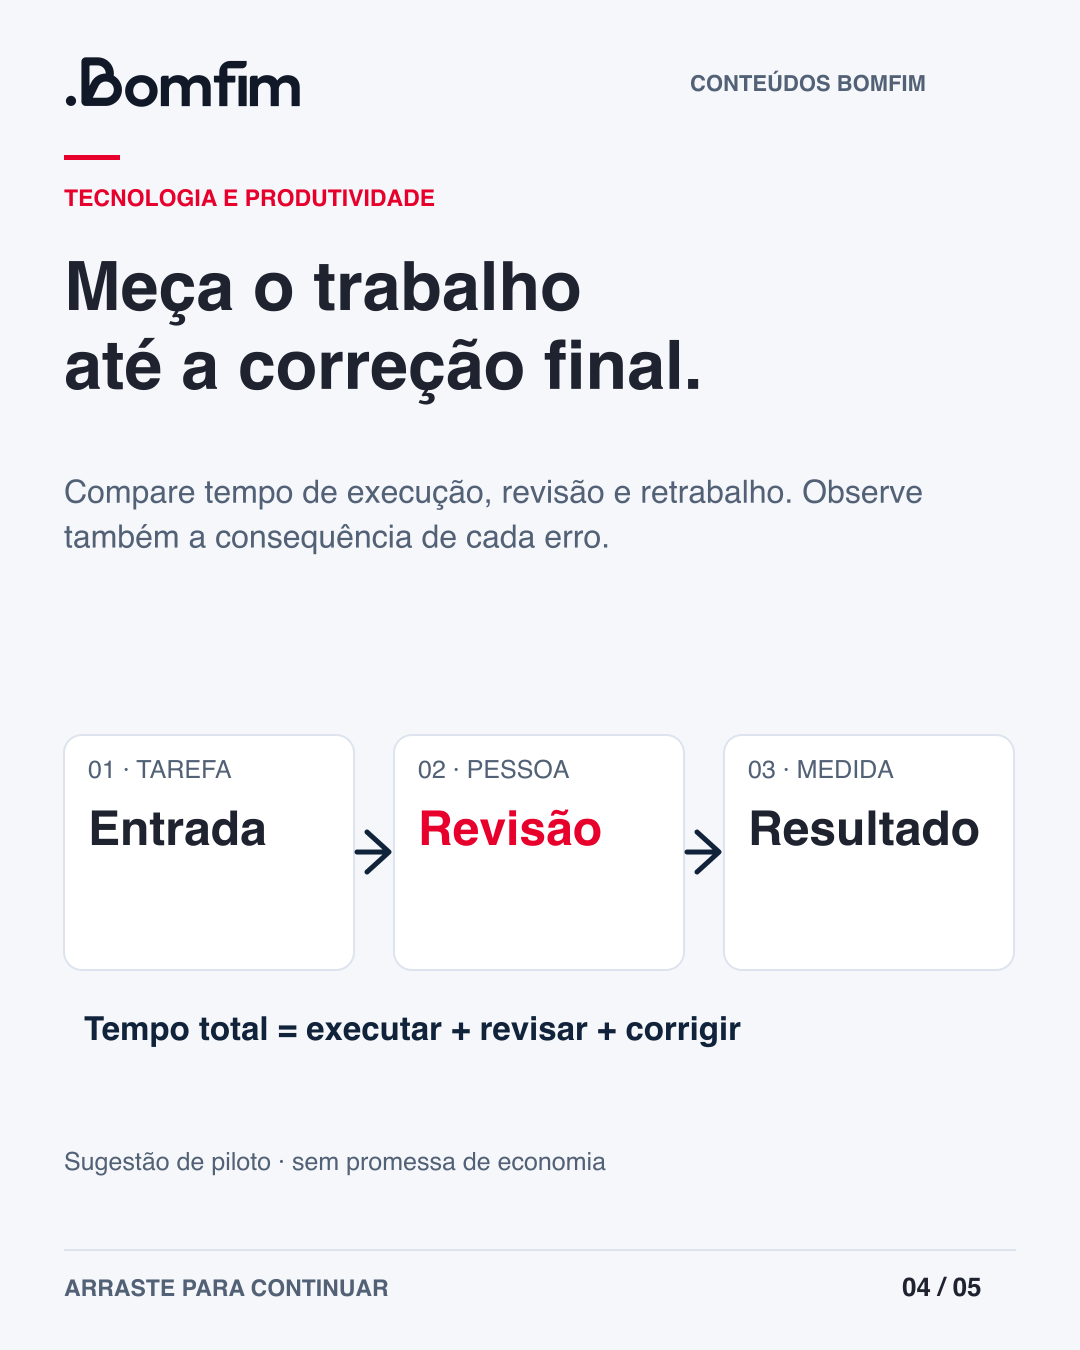 .Bomfim
CONTEÚDOS BOMFIM
TECNOLOGIA E PRODUTIVIDADE
Meça o trabalho
até a correção final.
Compare tempo de execução, revisão e retrabalho. Observe
também a consequência de cada erro.
01 · TAREFA
Entrada
02 · PESSOA
Revisão
03 · MEDIDA
Resultado
Tempo total = executar + revisar + corrigir
Sugestão de piloto · sem promessa de economia
ARRASTE PARA CONTINUAR
04 / 05